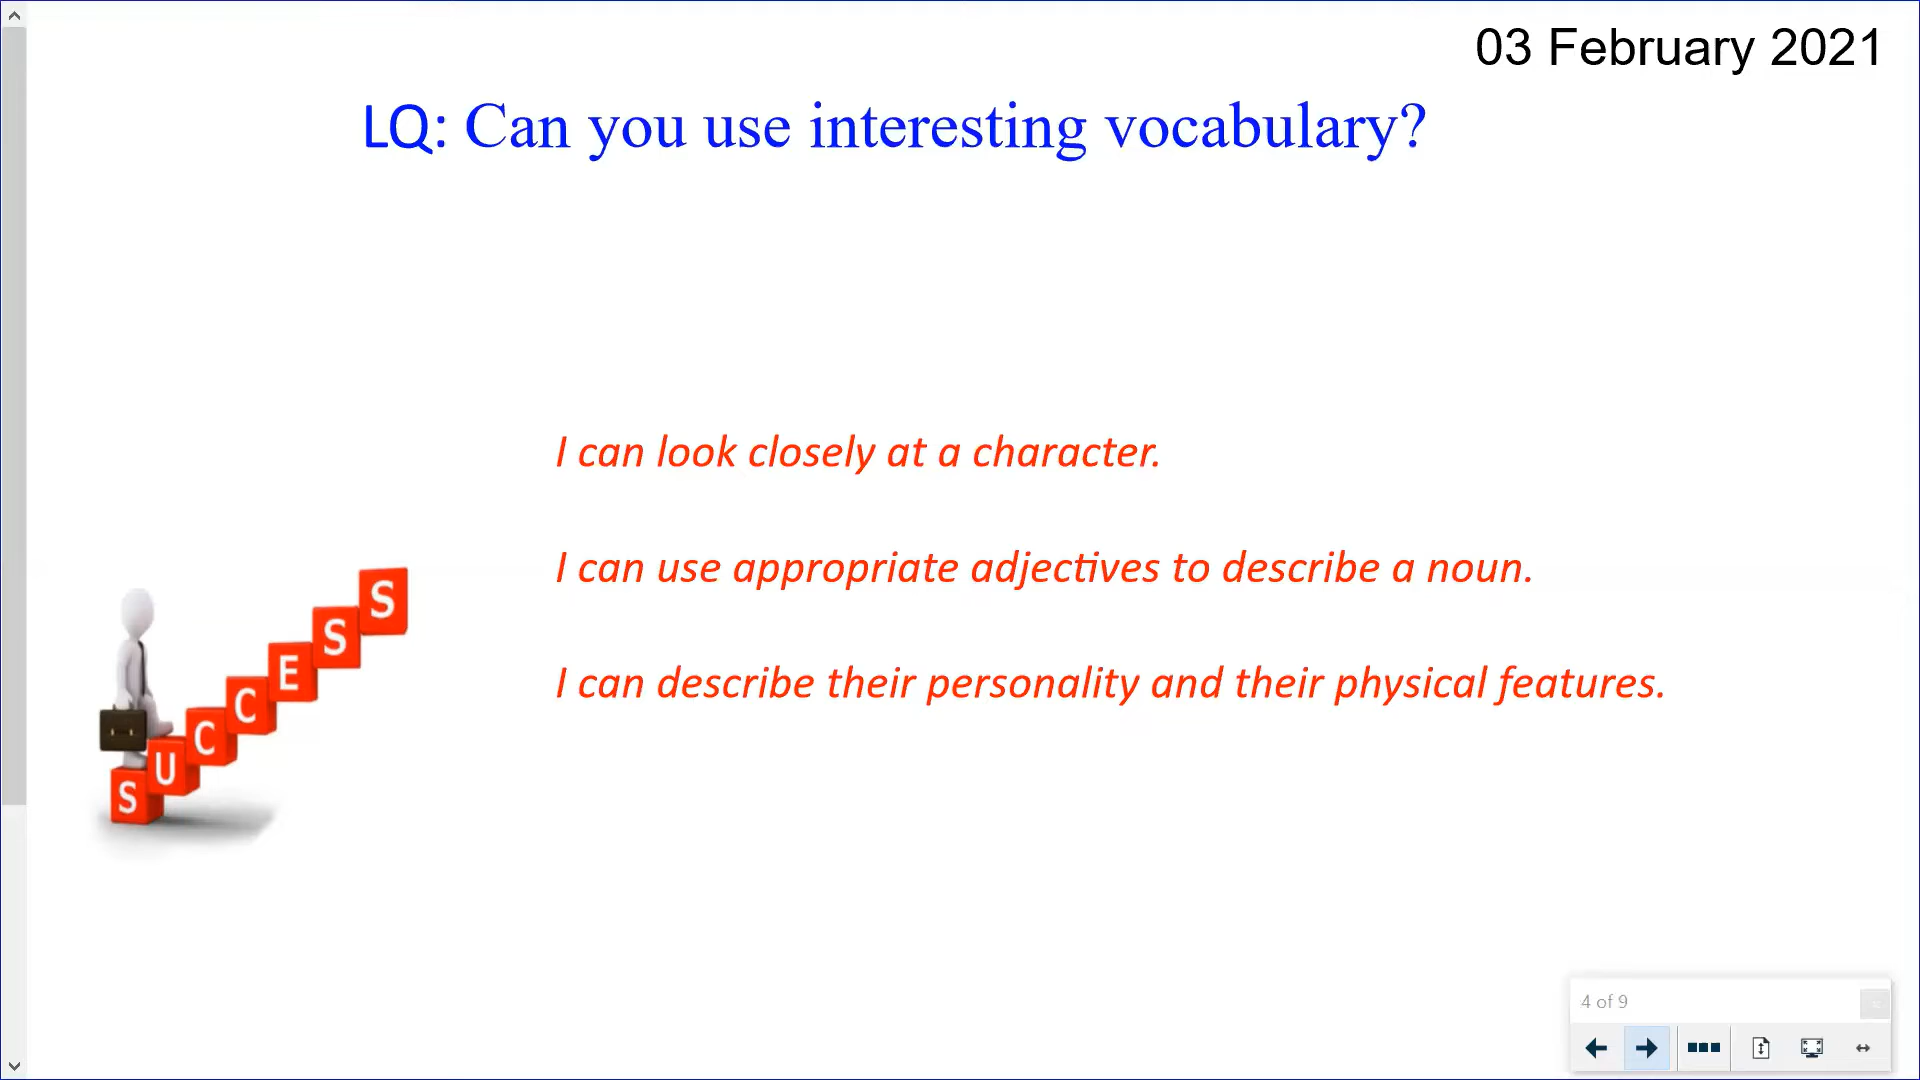 03 February 2021
LQ: Can you use interesting vocabulary?
I can look closely at a character.
I can use appropriate adjectives to describe a noun.
I can describe their personality and their physical features.
SUCCESS
4 of 9